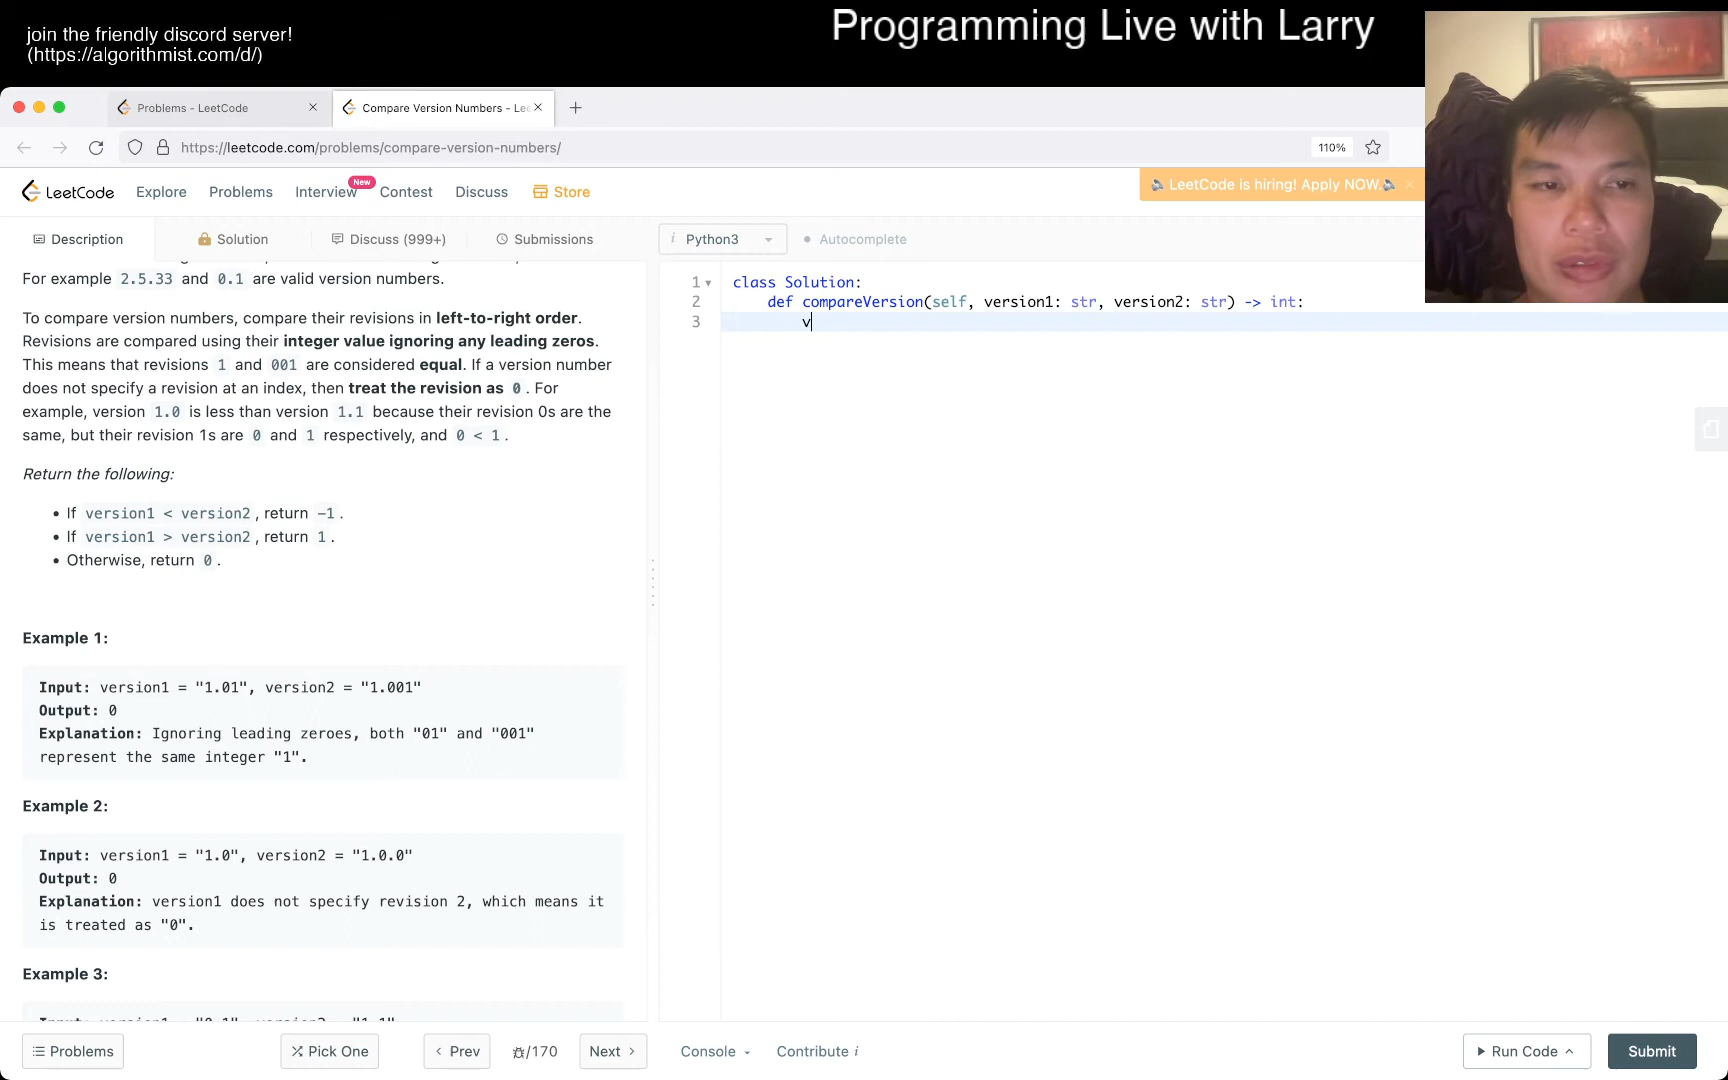 join the friendly discord server!
(https://algorithmist.com/d/)
Programming Live with Larry
Problems - LeetCode
Compare Version Numbers - Lee
https://leetcode.com/problems/compare-version-numbers/
110%
LeetCode
Explore
Problems
Interview
New
Contest
Discuss
Store
LeetCode is hiring! Apply NOW.
Description
Solution
Discuss (999+)
Submissions
i Python3
Autocomplete
For example 2.5.33 and 0.1 are valid version numbers.
To compare version numbers, compare their revisions in left-to-right order.
Revisions are compared using their integer value ignoring any leading zeros.
This means that revisions 1 and 001 are considered equal. If a version number
does not specify a revision at an index, then treat the revision as 0. For
example, version 1.0 is less than version 1.1 because their revision 0s are the
same, but their revision 1s are 0 and 1 respectively, and 0 < 1.
Return the following:
• If version1 < version2, return -1.
• If version1 > version2, return 1.
• Otherwise, return 0.
Example 1:
Input: version1 = "1.01", version2 = "1.001"
Output: 0
Explanation: Ignoring leading zeroes, both "01" and "001"
represent the same integer "1".
Example 2:
Input: version1 = "1.0", version2 = "1.0.0"
Output: 0
Explanation: version1 does not specify revision 2, which means it
is treated as "0".
Example 3:
1 class Solution:
2 def compareVersion(self, version1: str, version2: str) -> int:
3 v
Problems
Pick One
Prev
/170
Next
Console
Contribute i
Run Code
Submit